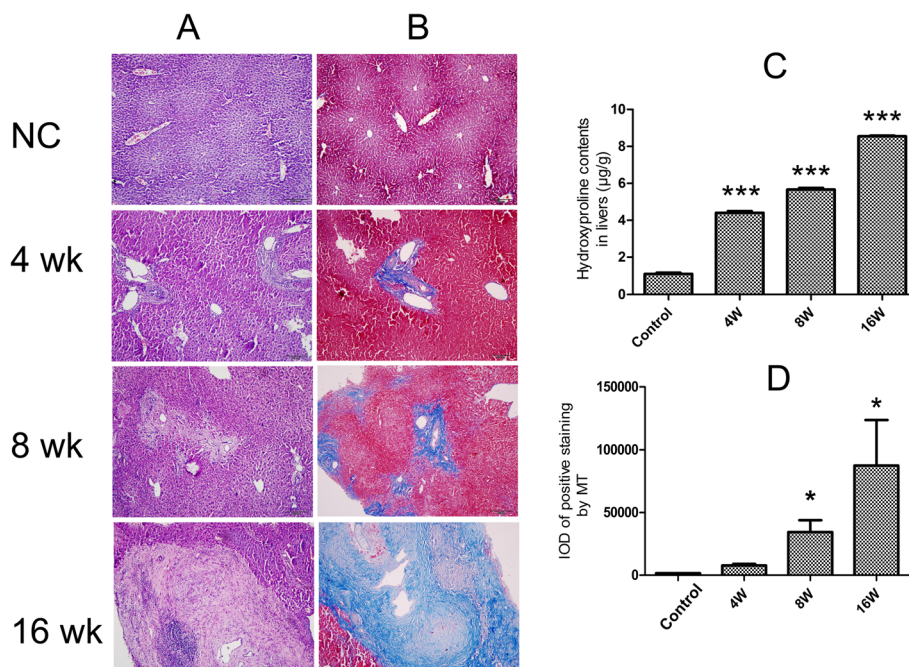 A
B
NC
4 wk
8 wk
16 wk
C
Hydroxyproline contents
in livers (µg/g)
10
8
6
4
2
0
***
***
***
Control
4W
8W
16W
D
IOD of positive staining
by MT
150000
100000
50000
0
*
*
Control
4W
8W
16W